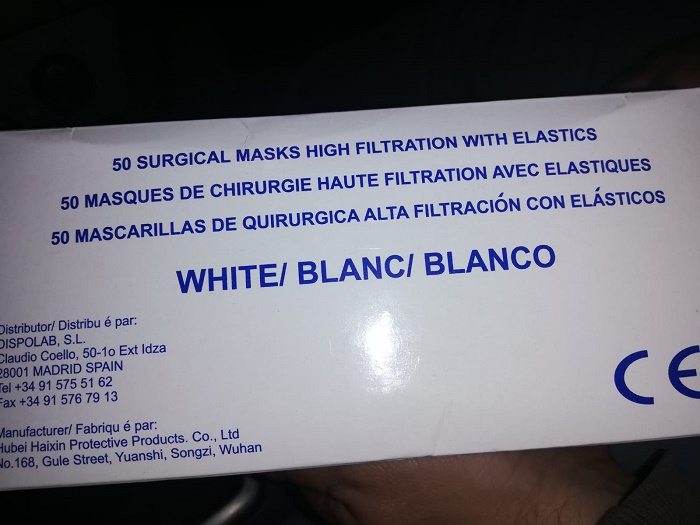 50 SURGICAL MASKS HIGH FILTRATION WITH ELASTICS
50 MASQUES DE CHIRURGIE HAUTE FILTRATION AVEC ELASTIQUES
50 MASCARILLAS DE QUIRURGICA ALTA FILTRACIÓN CON ELÁSTICOS
WHITE/ BLANC/ BLANCO
Distributor/ Distribu é par:
DISPOLAB, S.L.
Claudio Coello, 50-1o Ext Idza
28001 MADRID SPAIN
Tel +34 91 575 51 62
Fax +34 91 576 79 13
CE
Manufacturer/ Fabriqu é par:
Hubei Haixin Protective Products. Co., Ltd
No.168, Gule Street, Yuanshi, Songzi, Wuhan